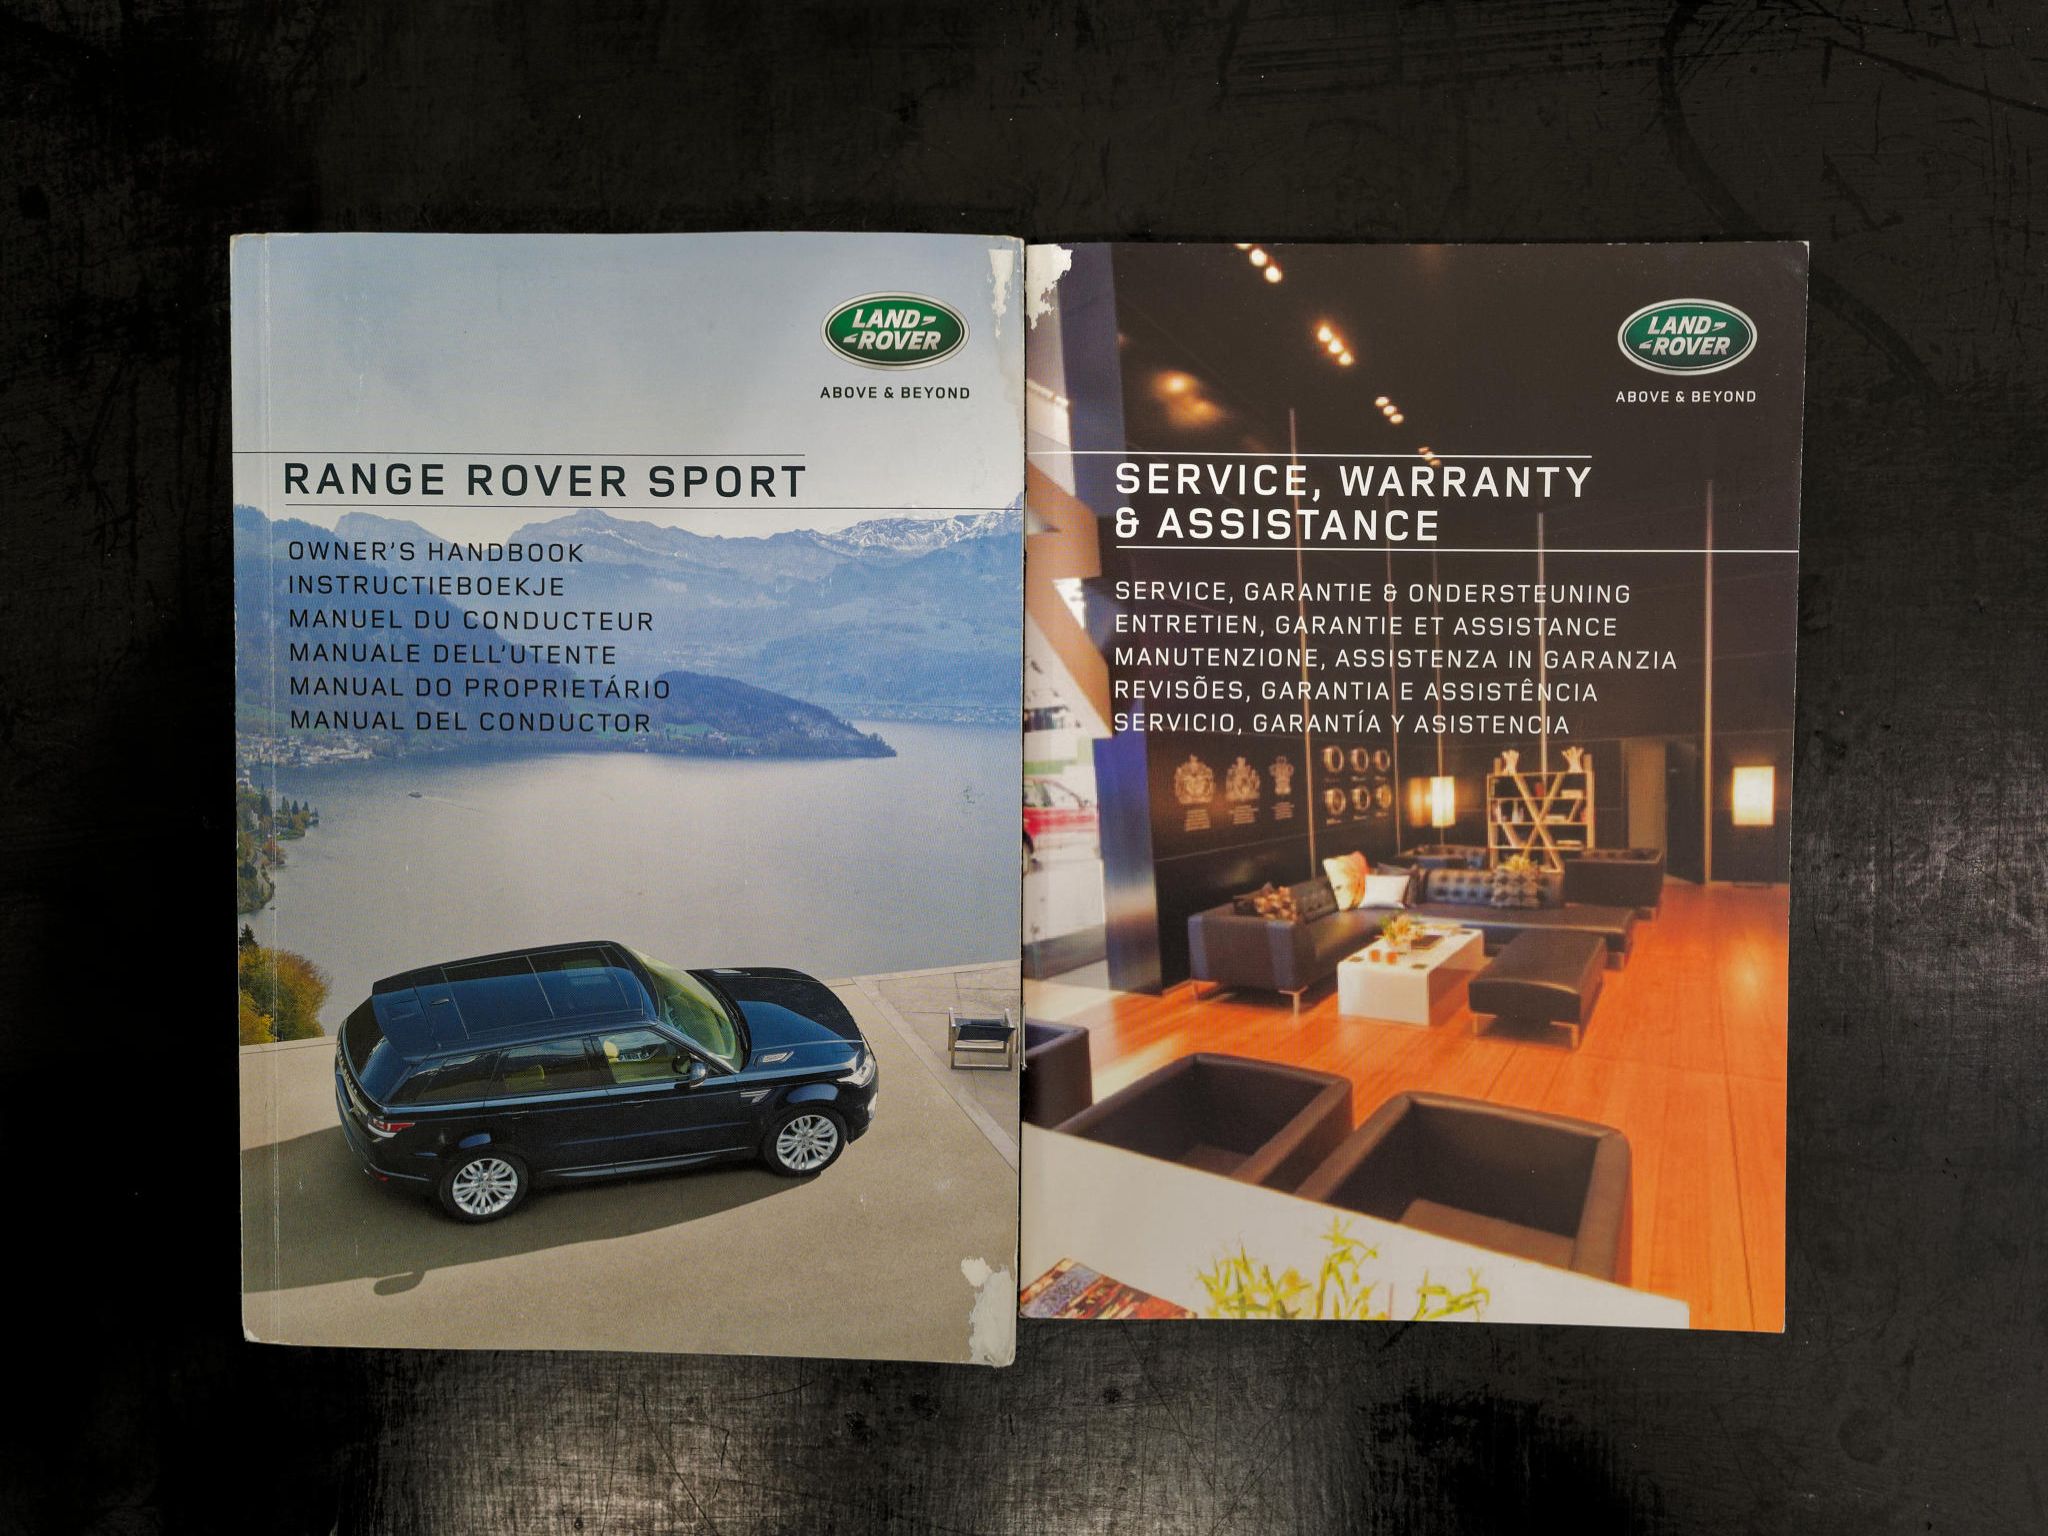 LAND
ROVER
ABOVE & BEYOND
RANGE ROVER SPORT
OWNER'S HANDBOOK
INSTRUCTIEBOEKJE
MANUEL DU CONDUCTEUR
MANUALE DELL'UTENTE
MANUAL DO PROPRIETÁRIO
MANUAL DEL CONDUCTOR
LAND
ROVER
ABOVE & BEYOND
SERVICE, WARRANTY
& ASSISTANCE
SERVICE, GARANTIE & ONDERSTEUNING
ENTRETIEN, GARANTIE ET ASSISTANCE
MANUTENZIONE, ASSISTENZA IN GARANZIA
REVISÕES, GARANTIA E ASSISTÊNCIA
SERVICIO, GARANTÍA Y ASISTENCIA